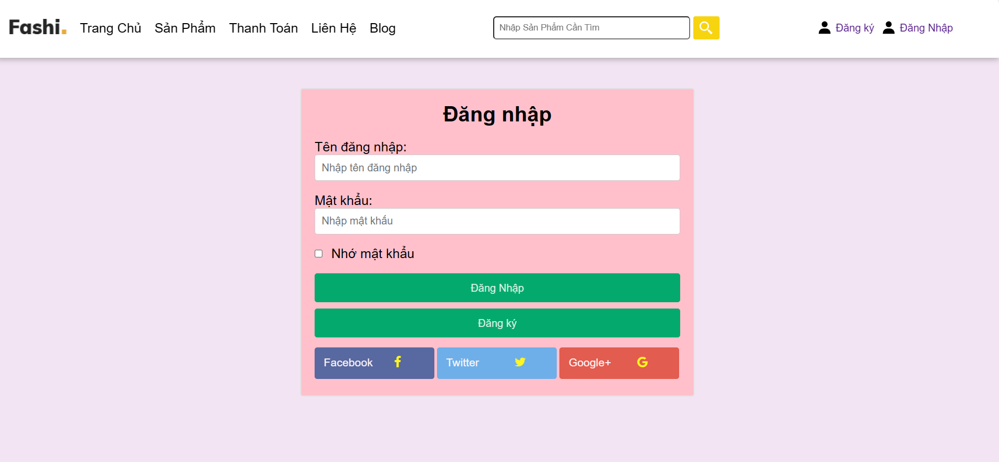 Fashi. Trang Chủ Sản Phẩm Thanh Toán Liên Hệ Blog Nhập Sản Phẩm Cần Tìm Đăng ký Đăng Nhập
Đăng nhập
Tên đăng nhập:
Nhập tên đăng nhập
Mật khẩu:
Nhập mật khấu
Nhớ mật khẩu
Đăng Nhập
Đăng ký
Facebook Twitter Google+